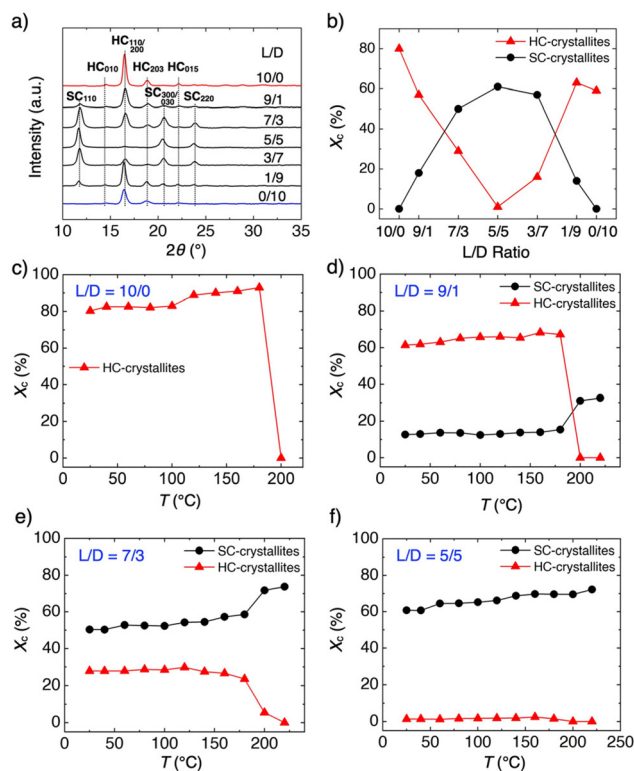 a)
HC110/200
HC010
HC203
HC015
L/D
10/0
SC110
SC300/030
SC220
9/1
7/3
5/5
3/7
1/9
0/10
Intensity (a.u.)
10 15 20 25 30 35
2θ (°)
b)
HC-crystallites
SC-crystallites
80
60
40
20
0
Xc (%)
10/0 9/1 7/3 5/5 3/7 1/9 0/10
L/D Ratio
c)
L/D = 10/0
HC-crystallites
100
80
60
40
20
0
Xc (%)
0 50 100 150 200
T (°C)
d)
L/D = 9/1
SC-crystallites
HC-crystallites
100
80
60
40
20
0
Xc (%)
0 50 100 150 200
T (°C)
e)
L/D = 7/3
SC-crystallites
HC-crystallites
100
80
60
40
20
0
Xc (%)
0 50 100 150 200 250
T (°C)
f)
L/D = 5/5
SC-crystallites
HC-crystallites
100
80
60
40
20
0
Xc (%)
0 50 100 150 200 250
T (°C)